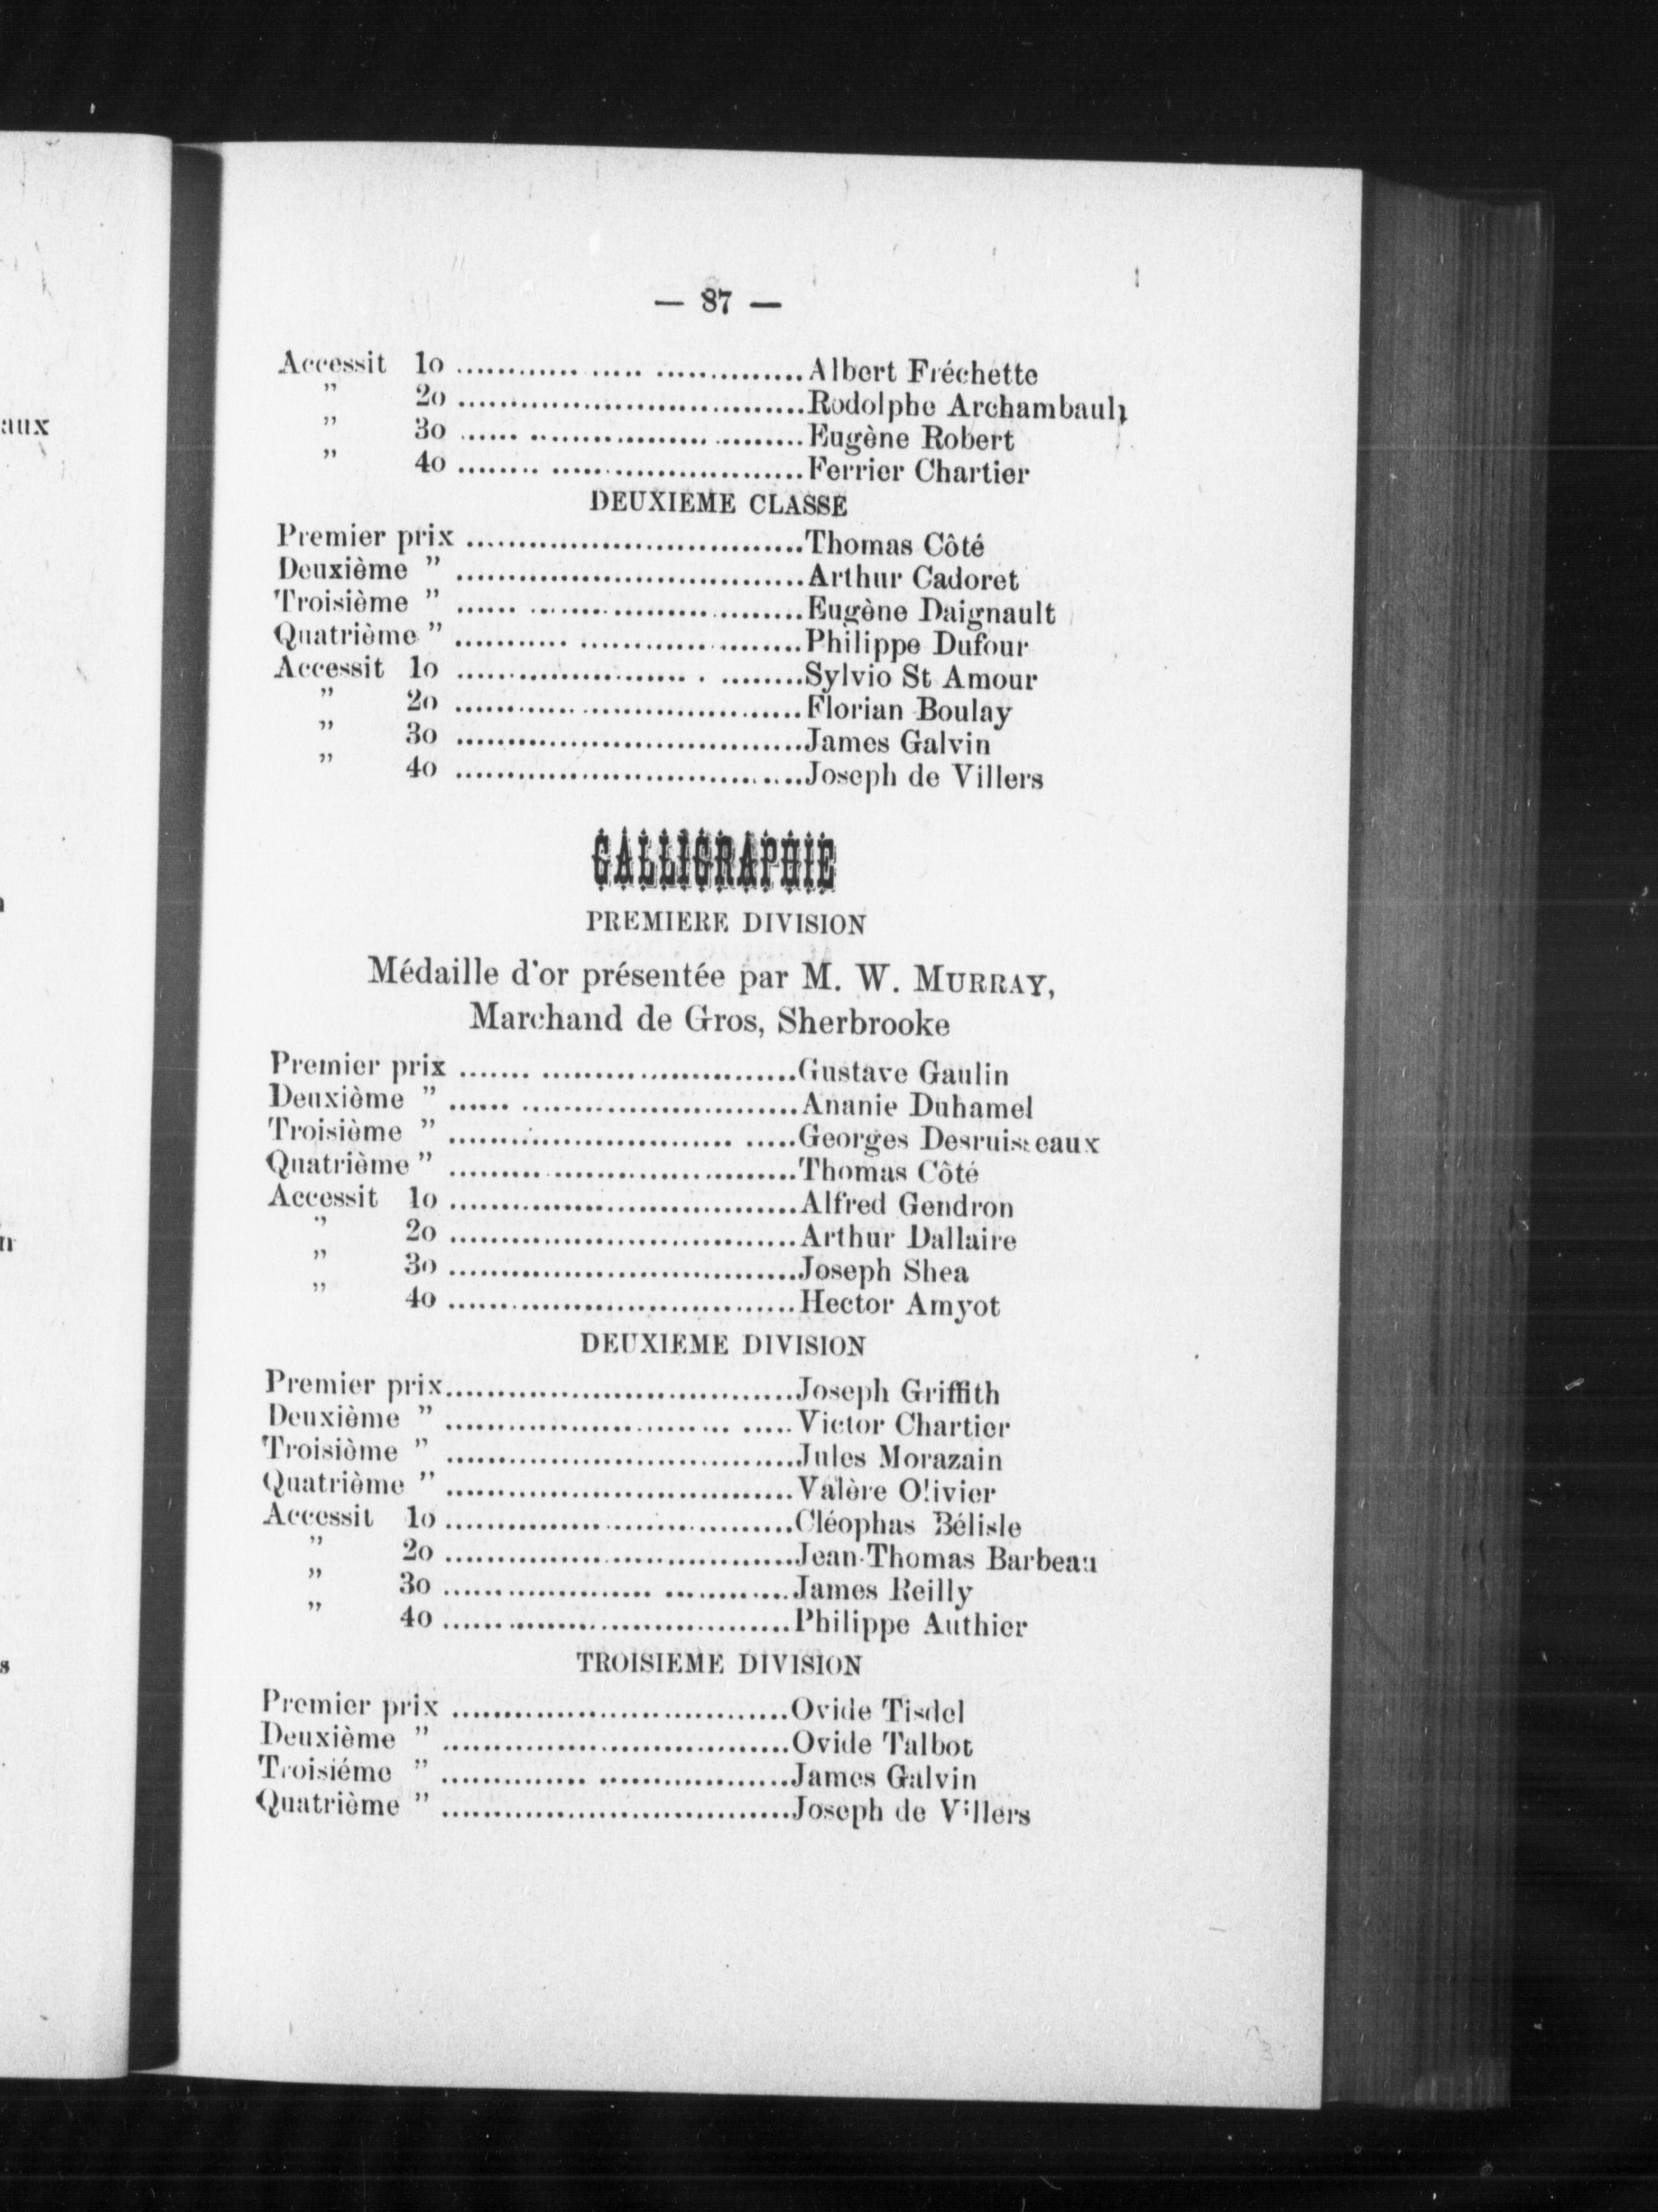 — 87 —
Accessit 1o .................................. Albert Fréchette
" 2o .................................. Rodolphe Archambault
" 3o .................................. Eugène Robert
" 4o .................................. Ferrier Chartier
DEUXIEME CLASSE
Premier prix .................................. Thomas Côté
Deuxième " .................................. Arthur Cadoret
Troisième " .................................. Eugène Daignault
Quatrième " .................................. Philippe Dufour
Accessit 1o .................................. Sylvio St Amour
" 2o .................................. Florian Boulay
" 3o .................................. James Galvin
" 4o .................................. Joseph de Villers
CALLIGRAPHIE
PREMIERE DIVISION
Médaille d'or présentée par M. W. MURRAY,
Marchand de Gros, Sherbrooke
Premier prix .................................. Gustave Gaulin
Deuxième " .................................. Ananie Duhamel
Troisième " .................................. Georges Desruisseaux
Quatrième " .................................. Thomas Côté
Accessit 1o .................................. Alfred Gendron
" 2o .................................. Arthur Dallaire
" 3o .................................. Joseph Shea
" 4o .................................. Hector Amyot
DEUXIEME DIVISION
Premier prix .................................. Joseph Griffith
Deuxième " .................................. Victor Chartier
Troisième " .................................. Jules Morazain
Quatrième " .................................. Valère Olivier
Accessit 1o .................................. Cléophas Bélisle
" 2o .................................. Jean-Thomas Barbeau
" 3o .................................. James Reilly
" 4o .................................. Philippe Authier
TROISIEME DIVISION
Premier prix .................................. Ovide Tisdel
Deuxième " .................................. Ovide Talbot
Troisiéme " .................................. James Galvin
Quatrième " .................................. Joseph de Villers